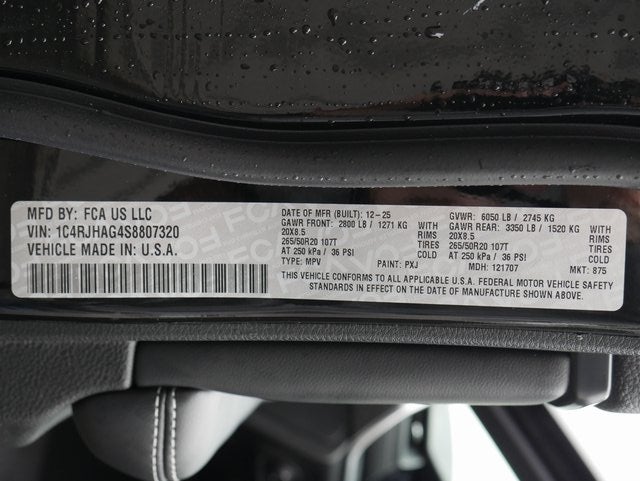 MFD BY: FCA US LLC
VIN: 1C4RJHAG4S8807320
VEHICLE MADE IN: U.S.A.
DATE OF MFR (BUILT): 12-25 GVWR: 6050 LB / 2745 KG
GAWR FRONT: 2800 LB / 1271 KG WITH GAWR REAR: 3350 LB / 1520 KG WITH
20X8.5 RIMS 20X8.5 RIMS
265/50R20 107T TIRES 265/50R20 107T TIRES
AT 250 kPa / 36 PSI COLD AT 250 kPa / 36 PSI COLD
TYPE: MPV PAINT: PXJ MDH: 121707 MKT: 875
THIS VEHICLE CONFORMS TO ALL APPLICABLE U.S.A. FEDERAL MOTOR VEHICLE SAFETY
STANDARDS IN EFFECT ON THE DATE OF MANUFACTURE SHOWN ABOVE.